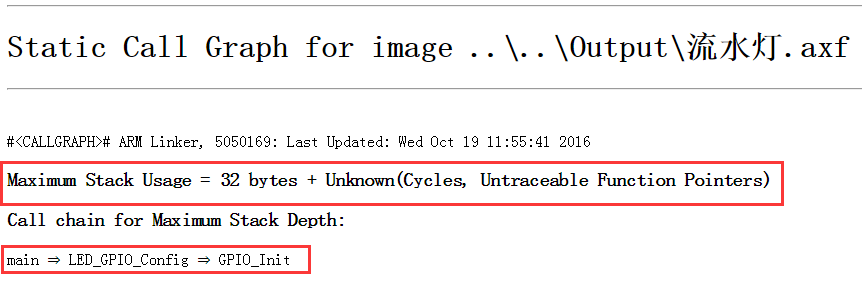 Static Call Graph for image ..\..\Output\流水灯.axf
#<CALLGRAPH># ARM Linker, 5050169: Last Updated: Wed Oct 19 11:55:41 2016
Maximum Stack Usage = 32 bytes + Unknown(Cycles, Untraceable Function Pointers)
Call chain for Maximum Stack Depth:
main ⇒ LED_GPIO_Config ⇒ GPIO_Init